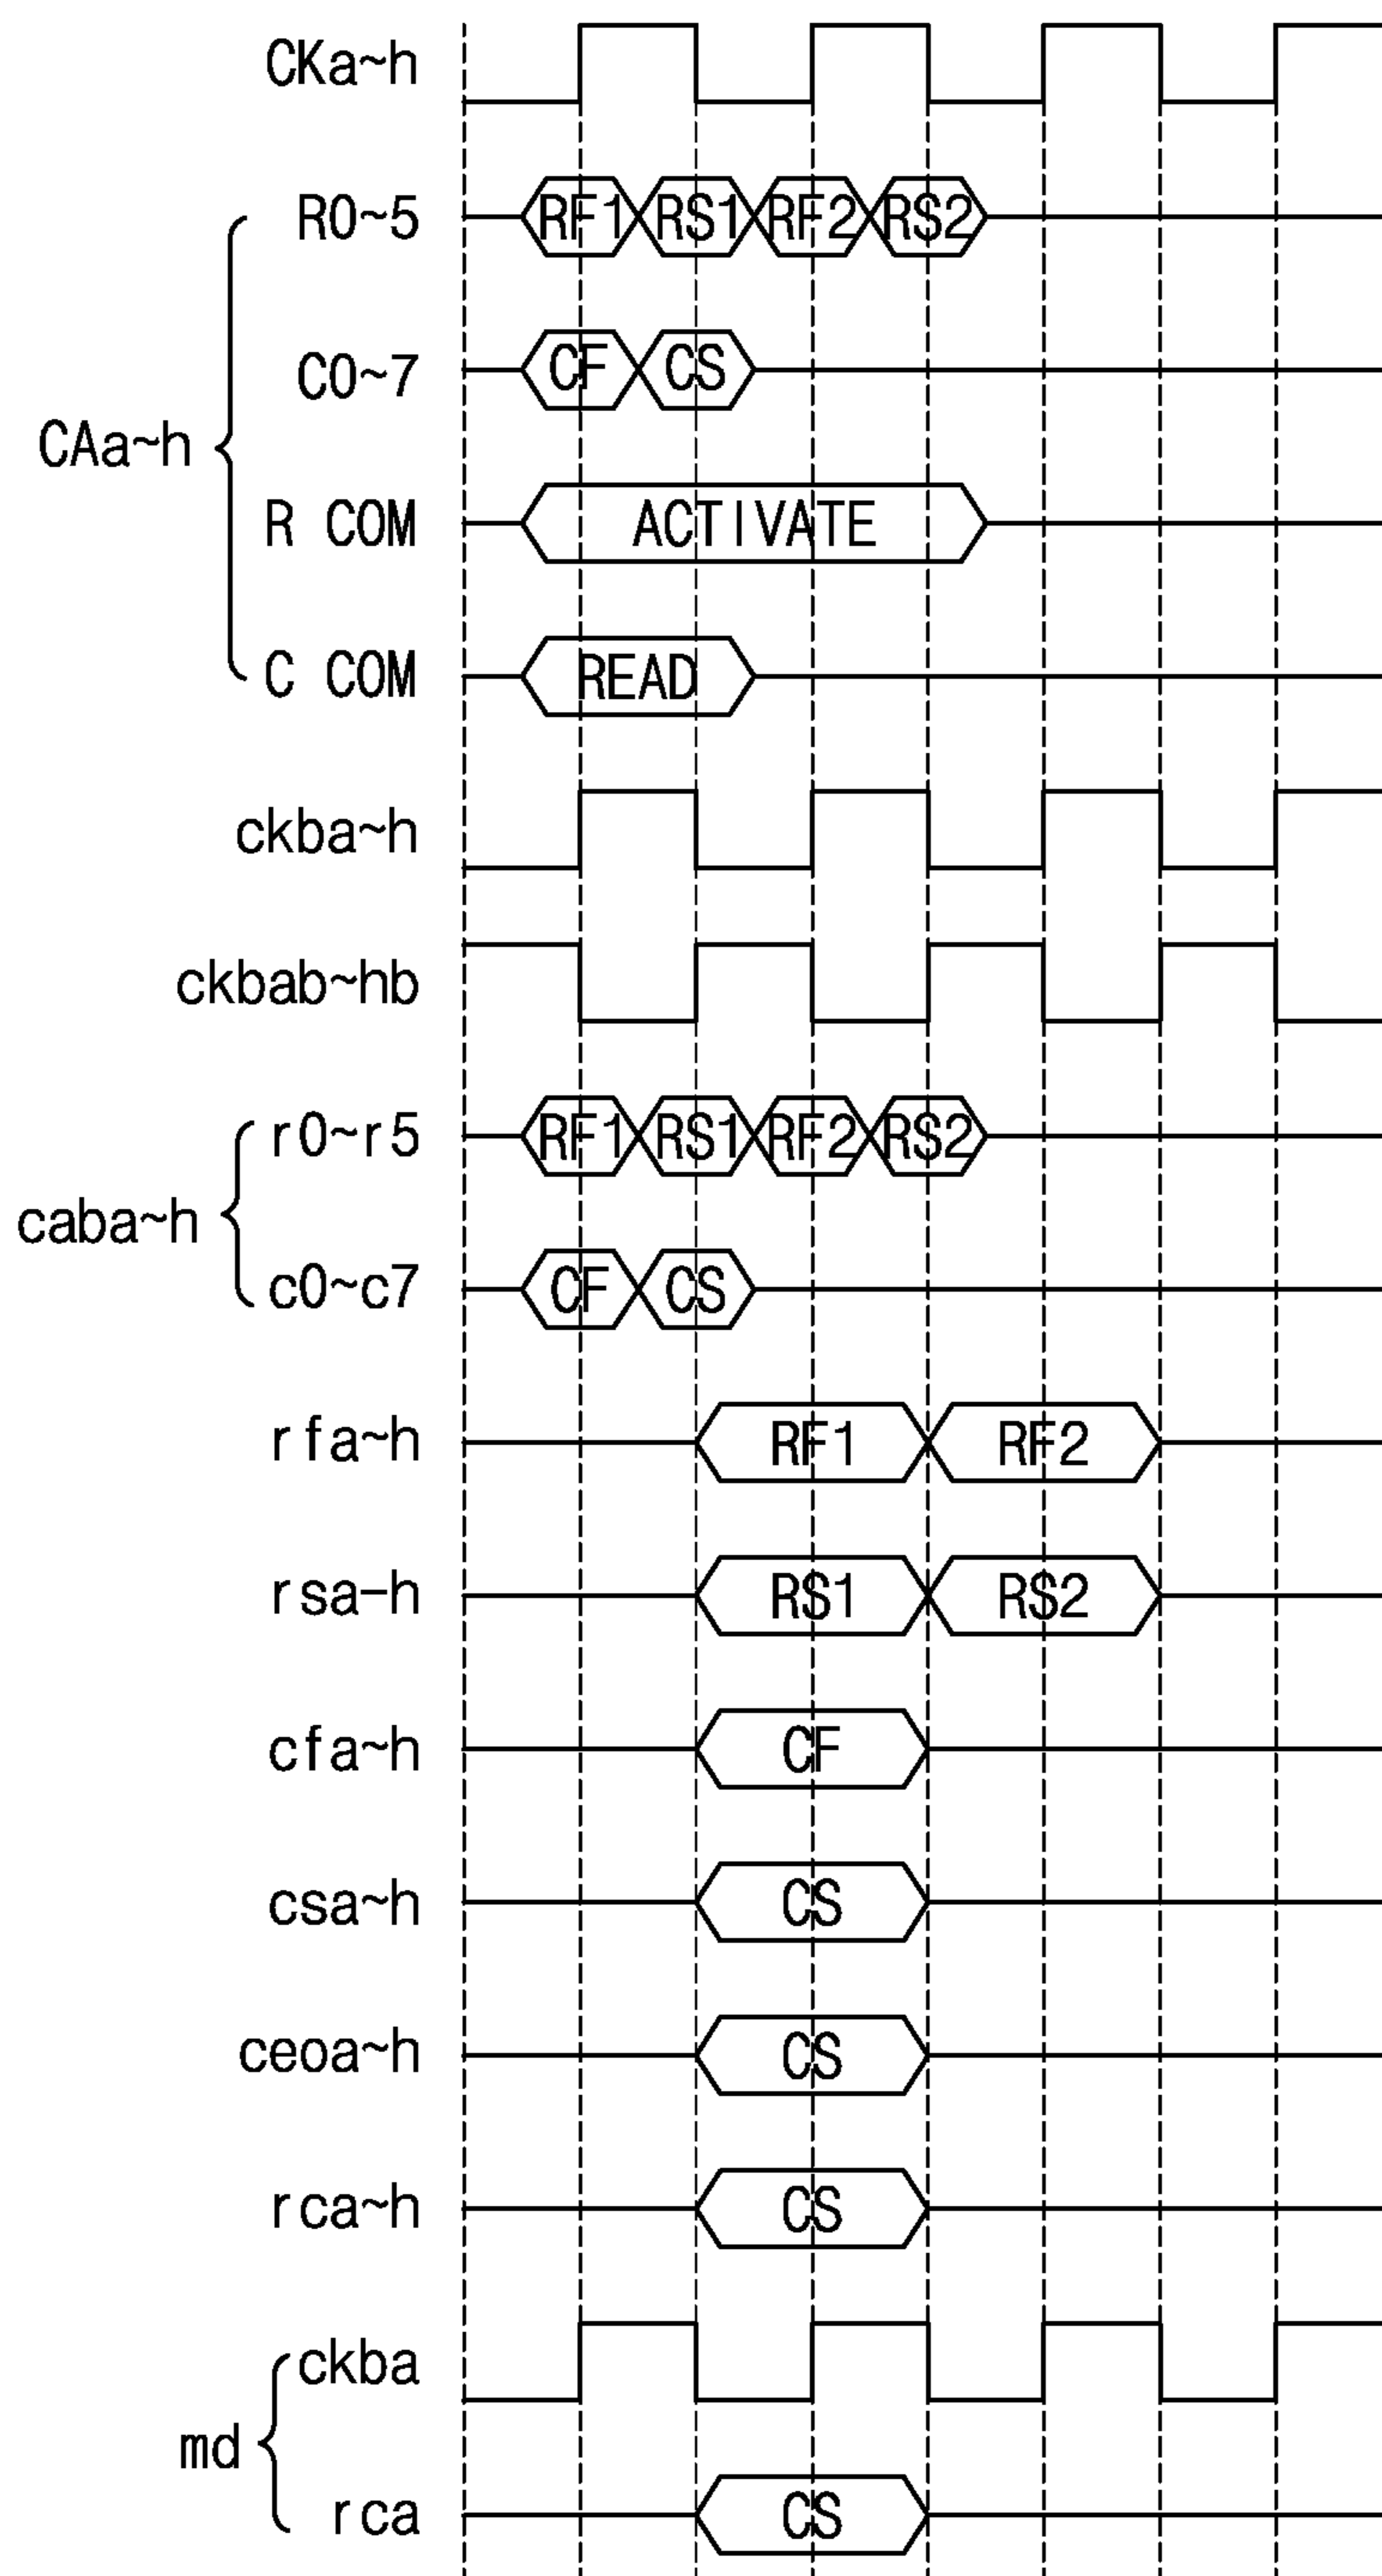 CKa~h
R0~5 RF1 RS1 RF2 RS2
C0~7 CF CS
CAa~h
R COM ACTIVATE
C COM READ
ckba~h
ckbab~hb
r0~r5 RF1 RS1 RF2 RS2
caba~h
c0~c7 CF CS
rfa~h RF1 RF2
rsa-h RS1 RS2
cfa~h CF
csa~h CS
ceoa~h CS
rca~h CS
ckba
md
rca CS